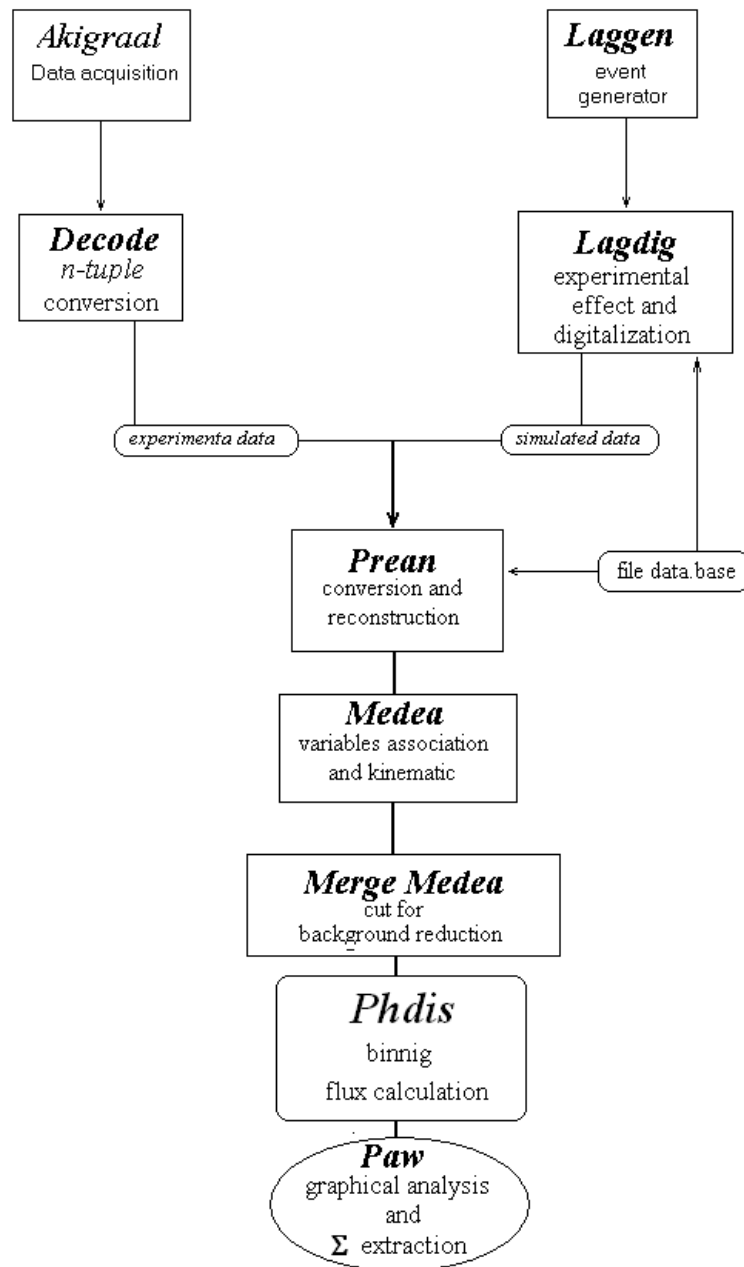 Akigraal
Data acquisition
Laggen
event
generator
Decode
n-tuple
conversion
Lagdig
experimental
effect and
digitalization
experimenta data
simulated data
Prean
conversion and
reconstruction
file data.base
Medea
variables association
and kinematic
Merge Medea
cut for
background reduction
Phdis
binnig
flux calculation
Paw
graphical analysis
and
Σ extraction